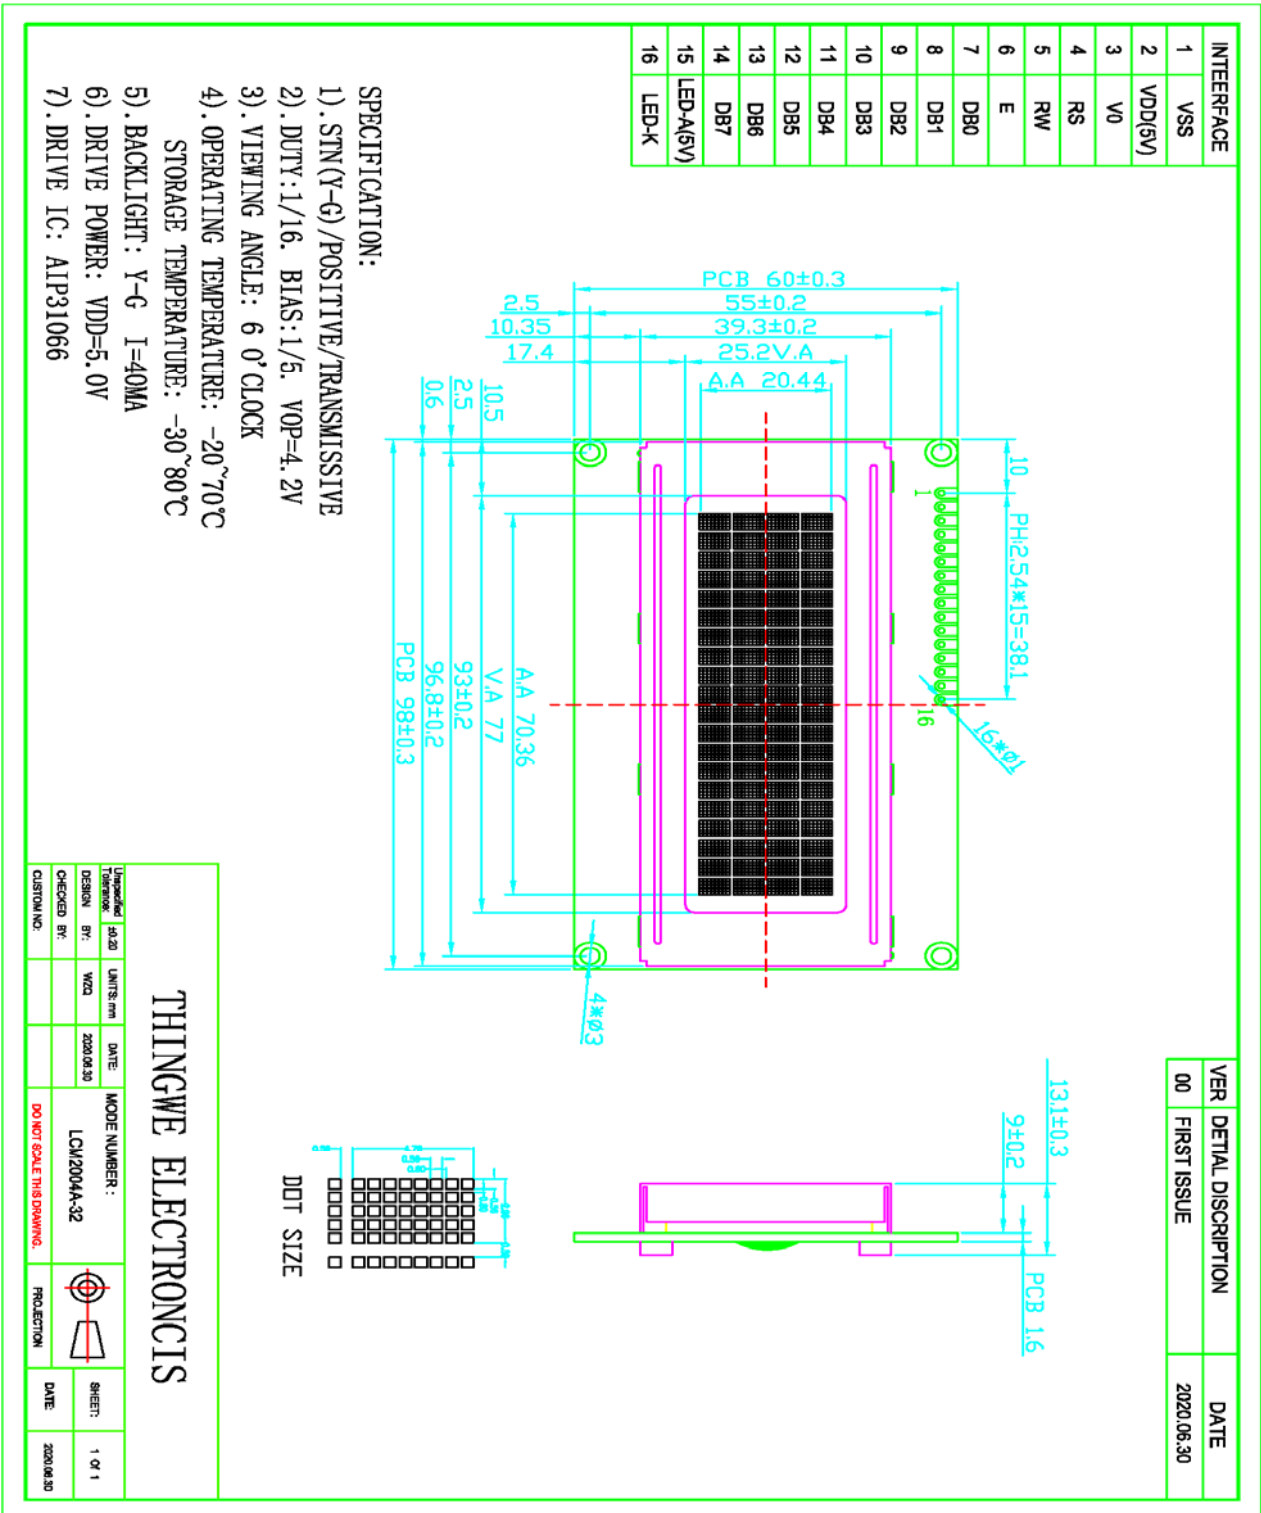 INTEERFACE
1 VSS
2 VDD(5V)
3 V0
4 RS
5 RW
6 E
7 DB0
8 DB1
9 DB2
10 DB3
11 DB4
12 DB5
13 DB6
14 DB7
15 LED-A(5V)
16 LED-K
VER DETIAL DISCRIPTION DATE
00 FIRST ISSUE 2020.06.30
PCB 60±0.3
55±0.2
39.3±0.2
25.2V.A
A.A 20.44
2.5
10.35
17.4
10.5
2.5
0.6
10
PH2.54*15=38.1
1
16
16*Ø1
A.A 70.36
V.A 77
93±0.2
96.8±0.2
PCB 98±0.3
4*Ø3
13.1±0.3
9±0.2
PCB 1.6
DOT SIZE
SPECIFICATION:
1). STN(Y-G)/POSITIVE/TRANSMISSIVE
2). DUTY:1/16. BIAS:1/5. VOP=4.2V
3). VIEWING ANGLE: 6 O'CLOCK
4). OPERATING TEMPERATURE: -20~70℃
STORAGE TEMPERATURE: -30~80℃
5). BACKLIGHT: Y-G I=40MA
6). DRIVE POWER: VDD=5.0V
7). DRIVE IC: AIP31066
THINGWE ELECTRONCIS
Unspecified Tolerance: ±0.20 UNITS: mm DATE:
DESIGN BY: WZQ 2020.06.30
CHECKED BY:
CUSTOM NO:
MODE NUMBER :
LCM2004A-32
DO NOT SCALE THIS DRAWING.
PROJECTION
SHEET: 1 Of 1
DATE: 2020.06.30